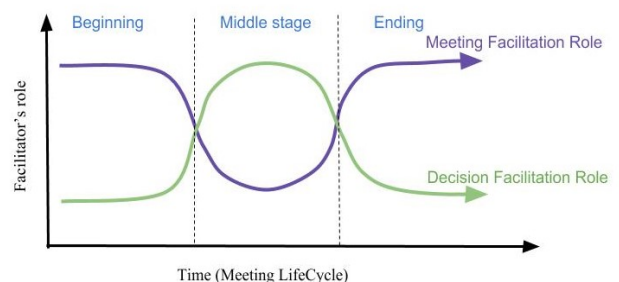 Beginning
Middle stage
Ending
Meeting Facilitation Role
Facilitator's role
Decision Facilitation Role
Time (Meeting LifeCycle)